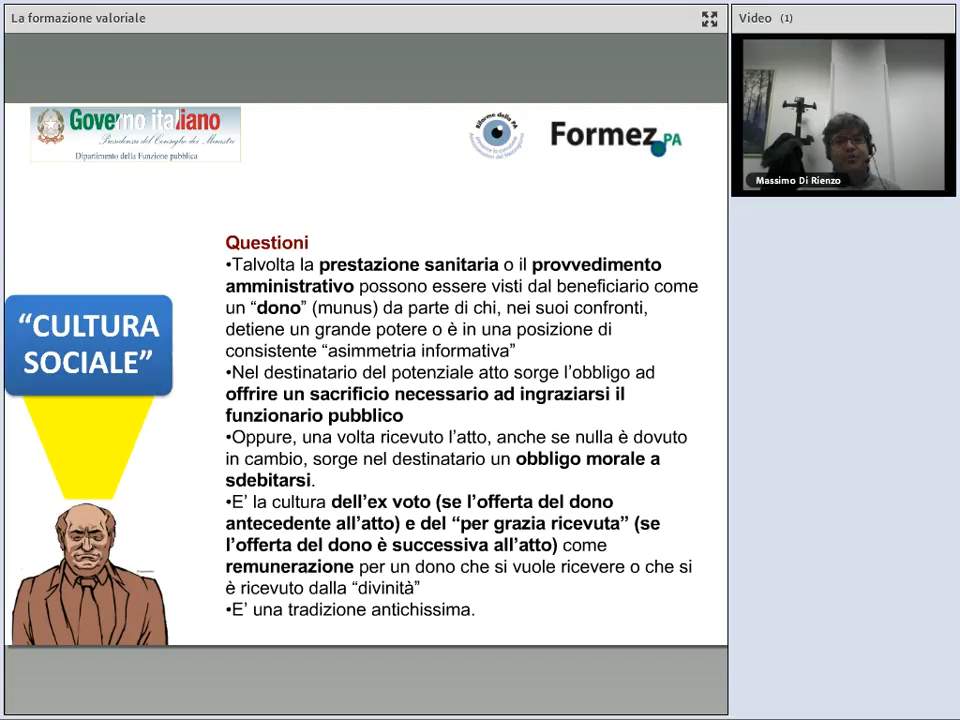 La formazione valoriale
Video (1)
Governo italiano
Presidenza del Consiglio dei Ministri
Dipartimento della Funzione pubblica
Riforme della PA
Formez PA
Massimo Di Rienzo
Questioni
•Talvolta la prestazione sanitaria o il provvedimento
amministrativo possono essere visti dal beneficiario come
un “dono” (munus) da parte di chi, nei suoi confronti,
detiene un grande potere o è in una posizione di
consistente “asimmetria informativa”
•Nel destinatario del potenziale atto sorge l’obbligo ad
offrire un sacrificio necessario ad ingraziarsi il
funzionario pubblico
•Oppure, una volta ricevuto l’atto, anche se nulla è dovuto
in cambio, sorge nel destinatario un obbligo morale a
sdebitarsi.
•E’ la cultura dell’ex voto (se l’offerta del dono
antecedente all’atto) e del “per grazia ricevuta” (se
l’offerta del dono è successiva all’atto) come
remunerazione per un dono che si vuole ricevere o che si
è ricevuto dalla “divinità”
•E’ una tradizione antichissima.
“CULTURA
SOCIALE”